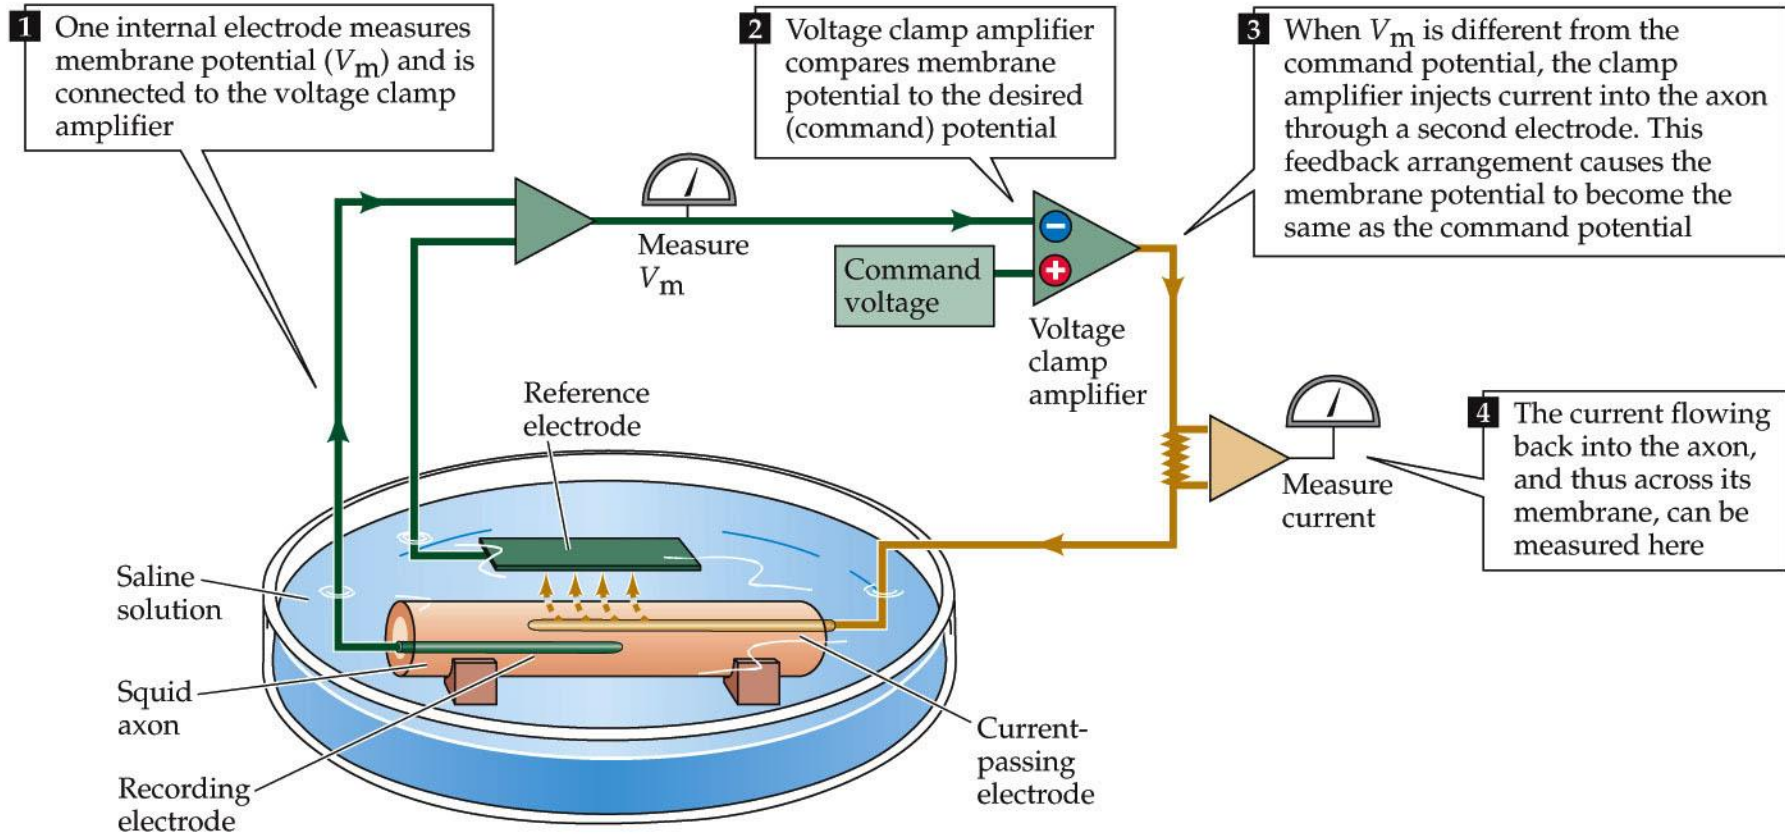 1 One internal electrode measures
membrane potential (Vm) and is
connected to the voltage clamp
amplifier
2 Voltage clamp amplifier
compares membrane
potential to the desired
(command) potential
3 When Vm is different from the
command potential, the clamp
amplifier injects current into the axon
through a second electrode. This
feedback arrangement causes the
membrane potential to become the
same as the command potential
Measure
Vm
Command
voltage
−
+
Voltage
clamp
amplifier
Reference
electrode
4 The current flowing
back into the axon,
and thus across its
membrane, can be
measured here
Measure
current
Saline
solution
Squid
axon
Recording
electrode
Current-
passing
electrode